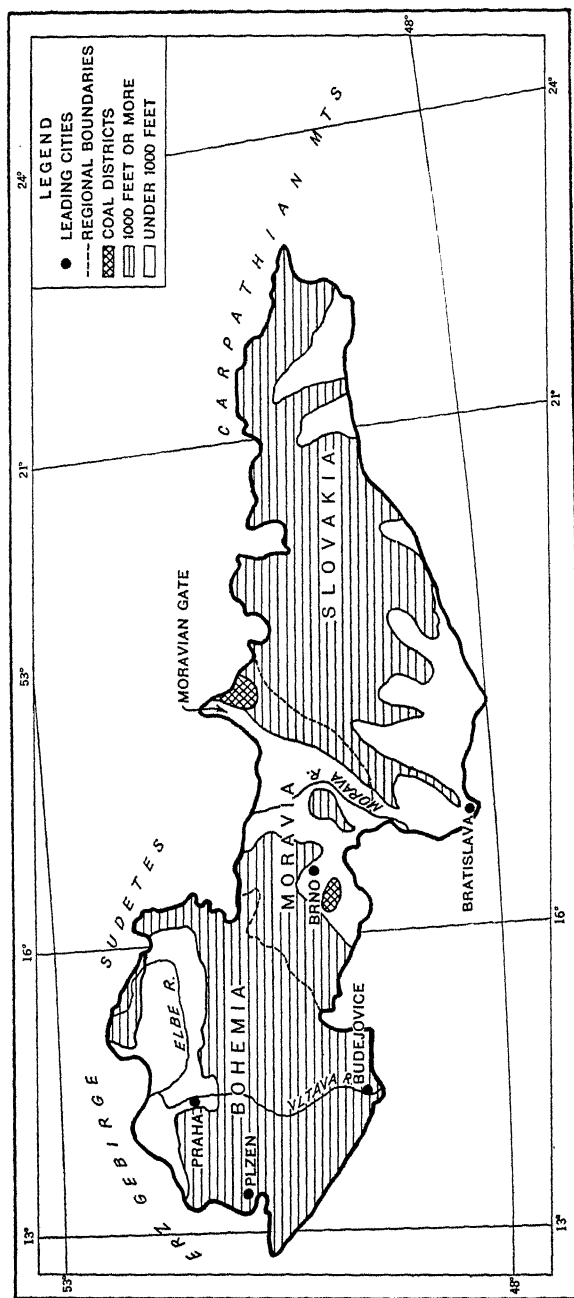 LEGEND
LEADING CITIES
REGIONAL BOUNDARIES
COAL DISTRICTS
1000 FEET OR MORE
UNDER 1000 FEET
53°
13°
16°
53°
21°
24°
ERZ GEBIRGE
SUDETES
MORAVIAN GATE
CARPATHIAN MTS
ELBE R.
PRAHA
PLZEN
BOHEMIA
VLTAVA R.
BUDEJOVICE
MORAVIA
BRNO
MORAVA R.
BRATISLAVA
SLOVAKIA
48°
13°
16°
21°
24°
48°